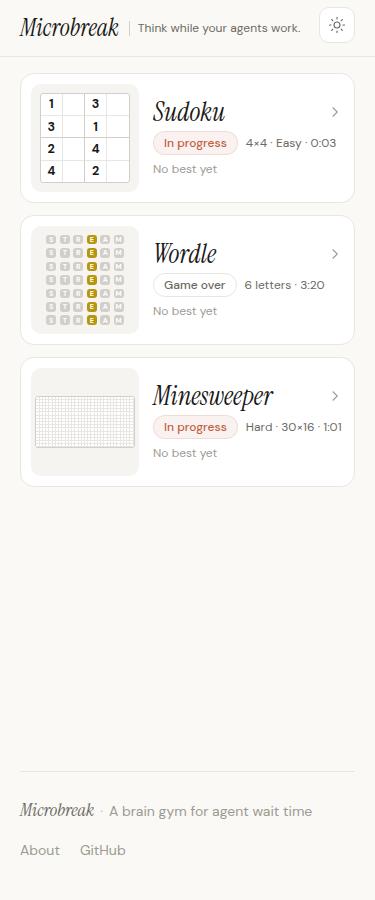 Microbreak
Think while your agents work.
1 3
3 1
2 4
4 2
Sudoku
In progress 4×4 · Easy · 0:03
No best yet
S T R E A M
S T R E A M
S T R E A M
S T R E A M
S T R E A M
S T R E A M
S T R E A M
Wordle
Game over 6 letters · 3:20
No best yet
Minesweeper
In progress Hard · 30×16 · 1:01
No best yet
Microbreak · A brain gym for agent wait time
About GitHub